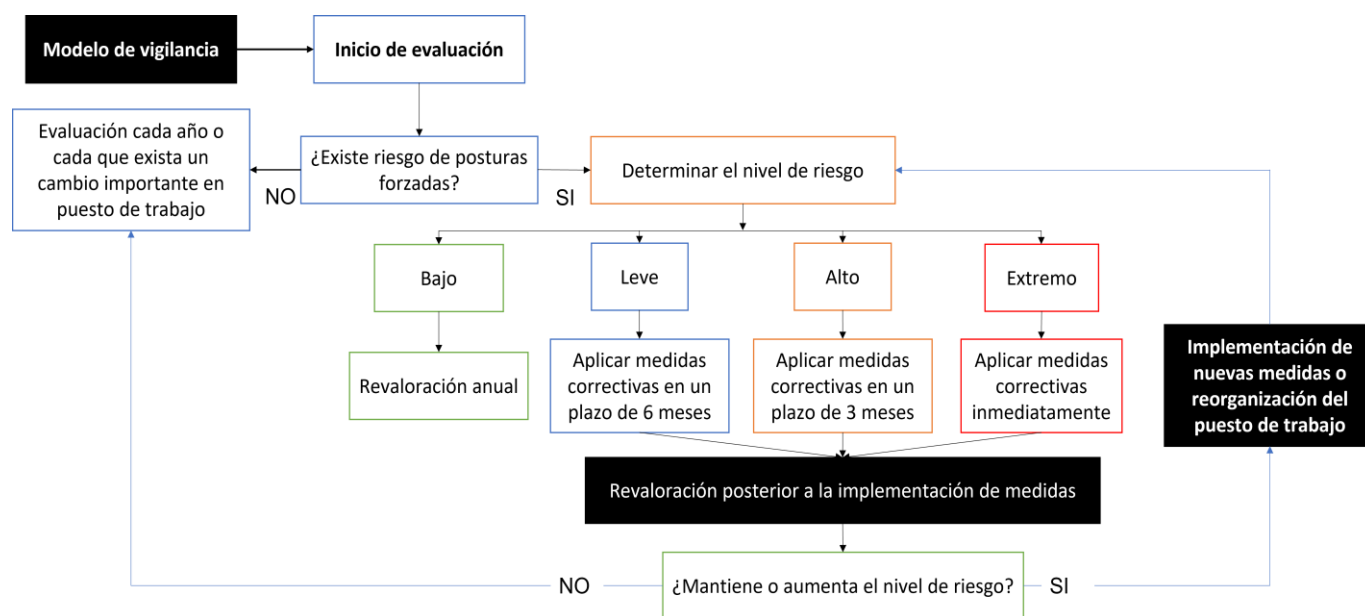 Modelo de vigilancia
Inicio de evaluación
Evaluación cada año o
cada que exista un
cambio importante en
puesto de trabajo
NO
¿Existe riesgo de posturas
forzadas?
SI
Determinar el nivel de riesgo
Bajo
Leve
Alto
Extremo
Revaloración anual
Aplicar medidas
correctivas en un
plazo de 6 meses
Aplicar medidas
correctivas en un
plazo de 3 meses
Aplicar medidas
correctivas
inmediatamente
Implementación de
nuevas medidas o
reorganización del
puesto de trabajo
Revaloración posterior a la implementación de medidas
NO
¿Mantiene o aumenta el nivel de riesgo?
SI